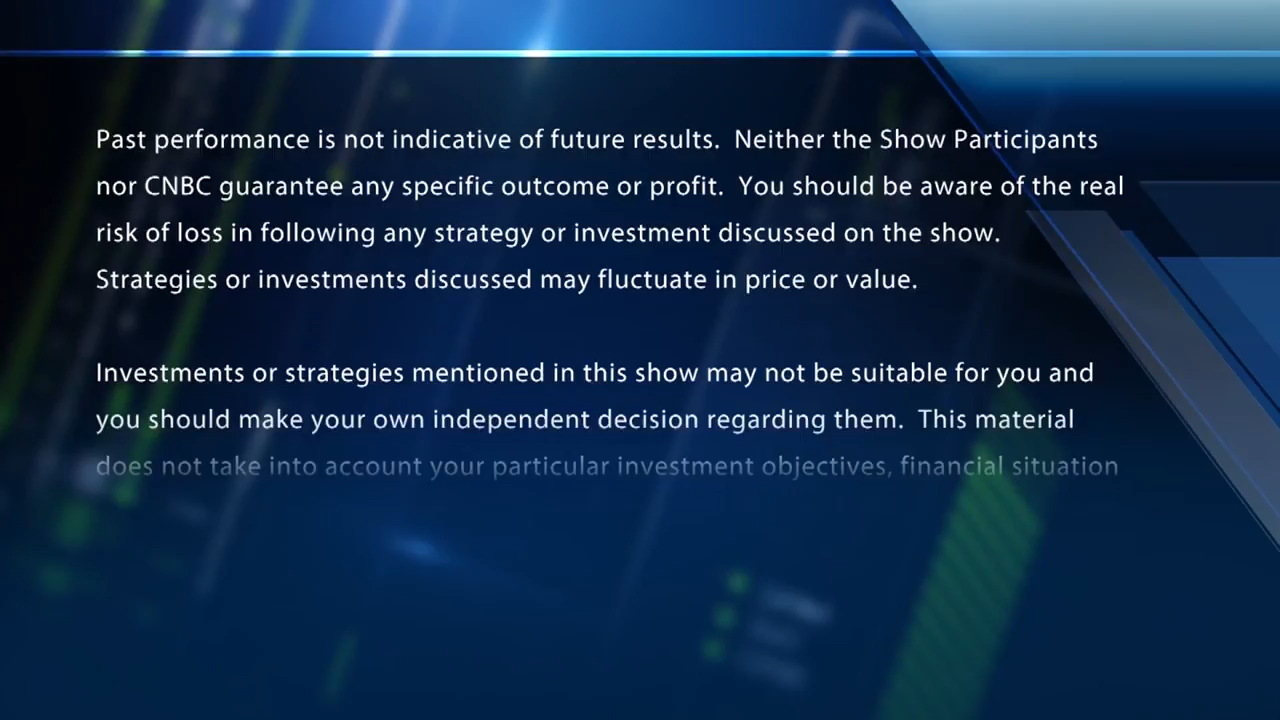 Past performance is not indicative of future results.  Neither the Show Participants
nor CNBC guarantee any specific outcome or profit.  You should be aware of the real
risk of loss in following any strategy or investment discussed on the show.
Strategies or investments discussed may fluctuate in price or value.
Investments or strategies mentioned in this show may not be suitable for you and
you should make your own independent decision regarding them.  This material
does not take into account your particular investment objectives, financial situation